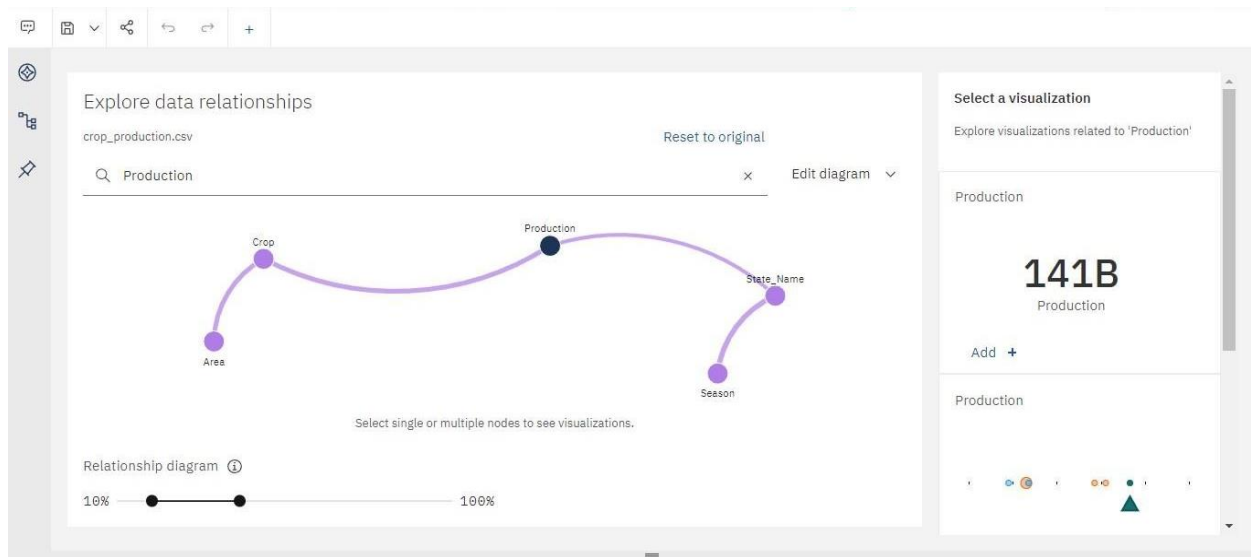 Explore data relationships
crop_production.csv
Reset to original
Production
Edit diagram
Crop
Production
State_Name
Area
Season
Select single or multiple nodes to see visualizations.
Relationship diagram
10%
100%
Select a visualization
Explore visualizations related to 'Production'
Production
141B
Production
Add +
Production